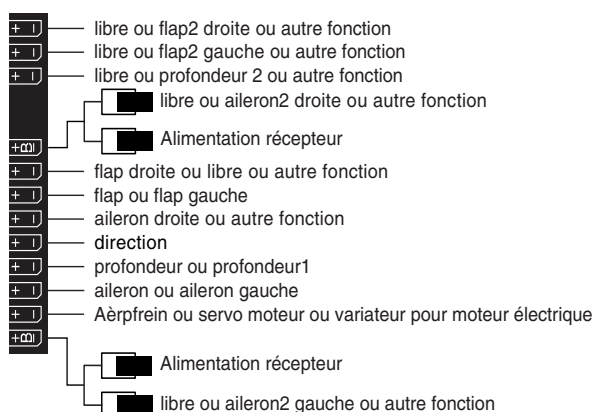 + – libre ou flap2 droite ou autre fonction
+ – libre ou flap2 gauche ou autre fonction
+ – libre ou profondeur 2 ou autre fonction
libre ou aileron2 droite ou autre fonction
Alimentation récepteur
+B–
+ – flap droite ou libre ou autre fonction
+ – flap ou flap gauche
+ – aileron droite ou autre fonction
+ – direction
+ – profondeur ou profondeur1
+ – aileron ou aileron gauche
+ – Aèrpfrein ou servo moteur ou variateur pour moteur électrique
+B–
Alimentation récepteur
libre ou aileron2 gauche ou autre fonction